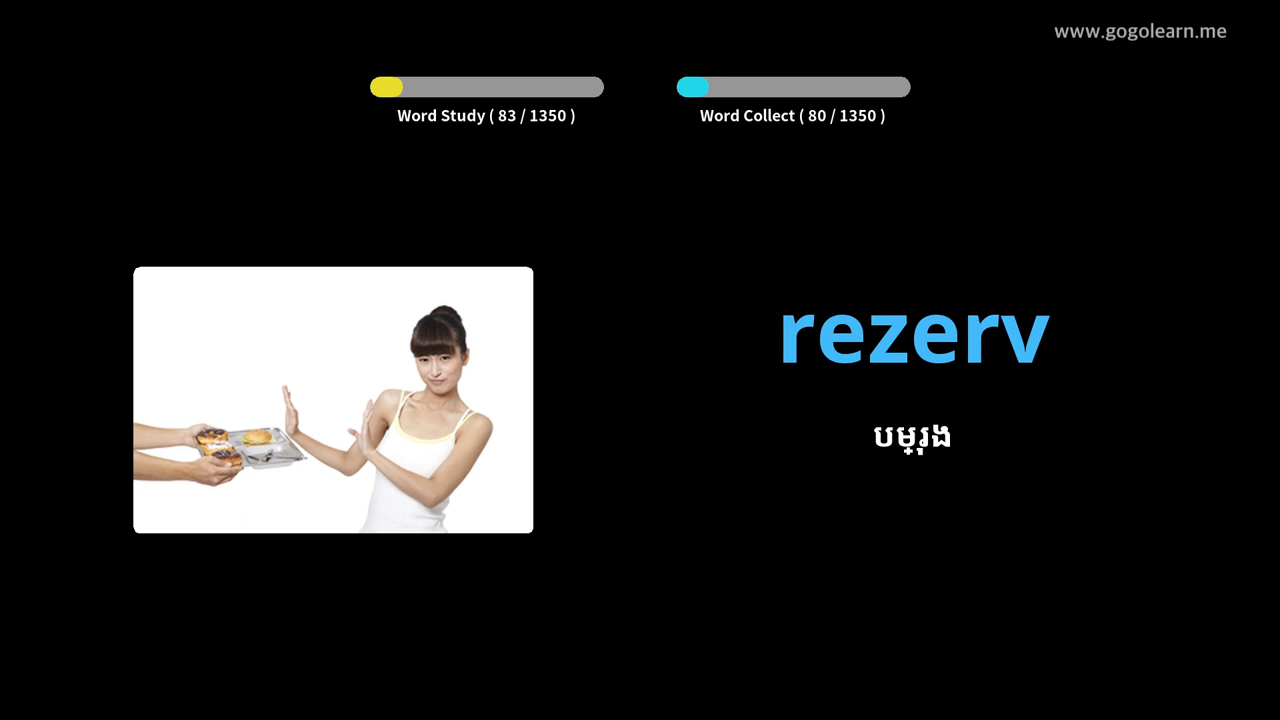 www.gogolearn.me
Word Study ( 83 / 1350 )
Word Collect ( 80 / 1350 )
rezerv
បម្រុង